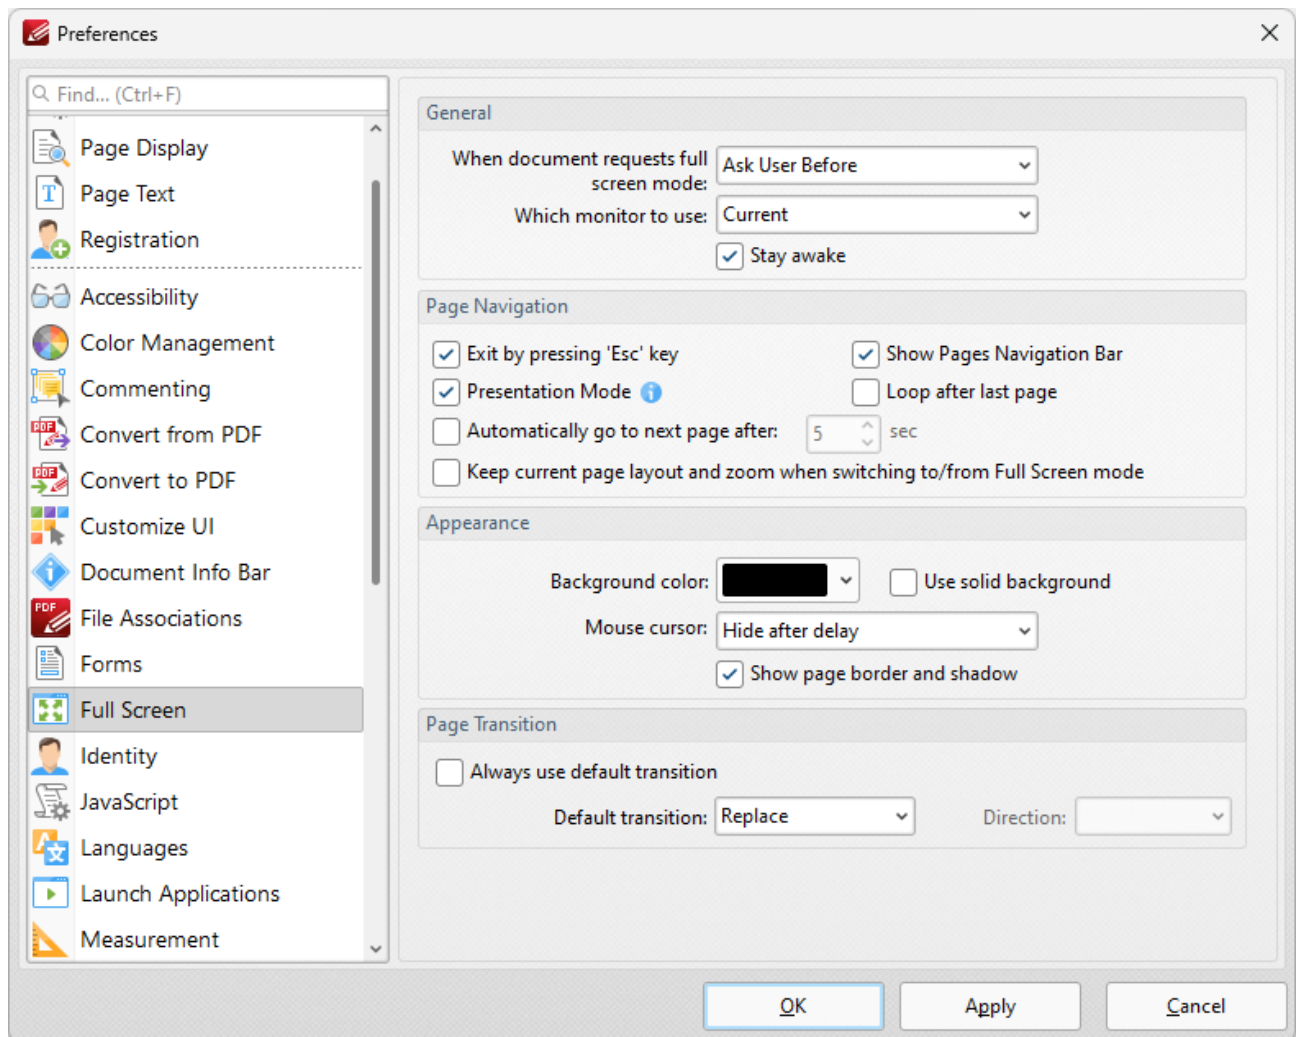 Preferences
Find... (Ctrl+F)
Page Display
Page Text
Registration
Accessibility
Color Management
Commenting
Convert from PDF
Convert to PDF
Customize UI
Document Info Bar
File Associations
Forms
Full Screen
Identity
JavaScript
Languages
Launch Applications
Measurement
General
When document requests full
screen mode:
Ask User Before
Which monitor to use:
Current
Stay awake
Page Navigation
Exit by pressing 'Esc' key
Show Pages Navigation Bar
Presentation Mode
Loop after last page
Automatically go to next page after:
5
sec
Keep current page layout and zoom when switching to/from Full Screen mode
Appearance
Background color:
Use solid background
Mouse cursor:
Hide after delay
Show page border and shadow
Page Transition
Always use default transition
Default transition:
Replace
Direction:
OK
Apply
Cancel